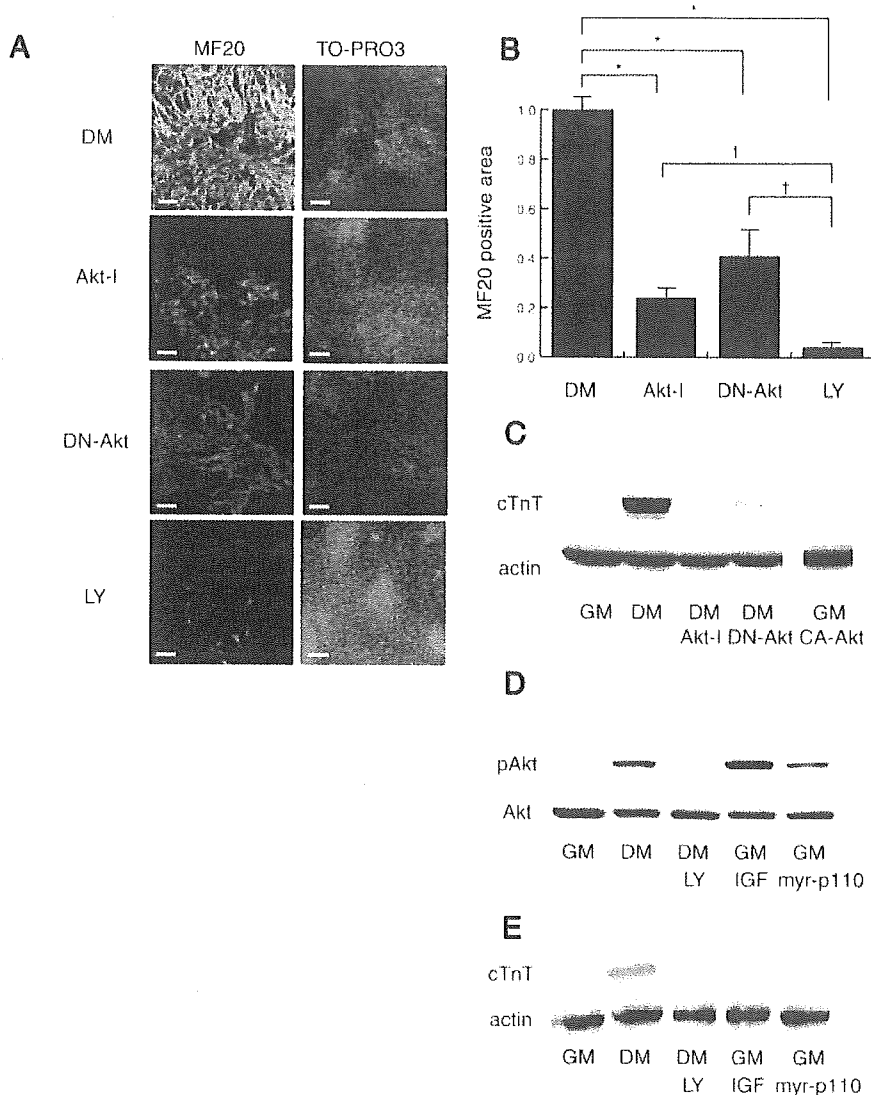 A
MF20 TO-PRO3
DM
Akt-I
DN-Akt
LY
B
*
*
*
†
†
MF20 positive area
1.0
0.8
0.6
0.4
0.2
0.0
DM Akt-I DN-Akt LY
C
cTnT
actin
GM DM DM DM GM
Akt-I DN-Akt CA-Akt
D
pAkt
Akt
GM DM DM GM GM
LY IGF myr-p110
E
cTnT
actin
GM DM DM GM GM
LY IGF myr-p110